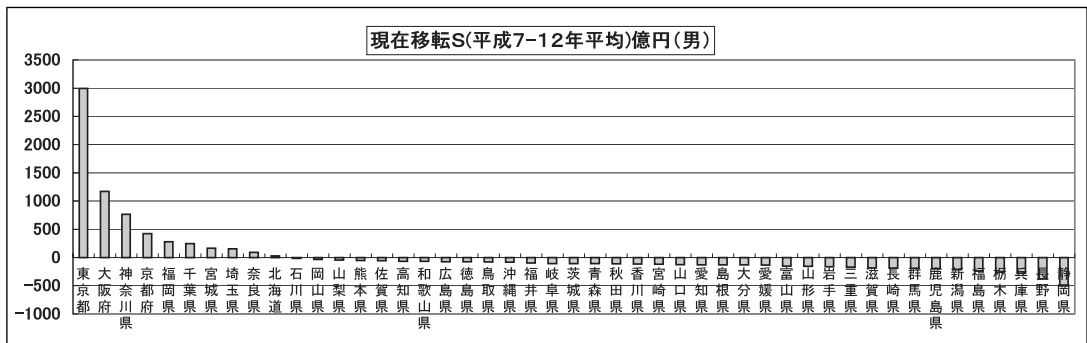 現在移転S(平成7-12年平均)億円(男)
3500
3000
2500
2000
1500
1000
500
0
-500
-1000
東京都
大阪府
神奈川県
京都府
福岡県
千葉県
宮城県
埼玉県
奈良県
北海道
石川県
岡山県
山梨県
熊本県
佐賀県
高知県
和歌山県
広島県
徳島県
鳥取県
沖縄県
福井県
岐阜県
茨城県
青森県
秋田県
香川県
宮崎県
山口県
愛知県
島根県
大分県
愛媛県
富山県
山形県
岩手県
三重県
滋賀県
長崎県
群馬県
鹿児島県
新潟県
福島県
栃木県
兵庫県
長野県
静岡県